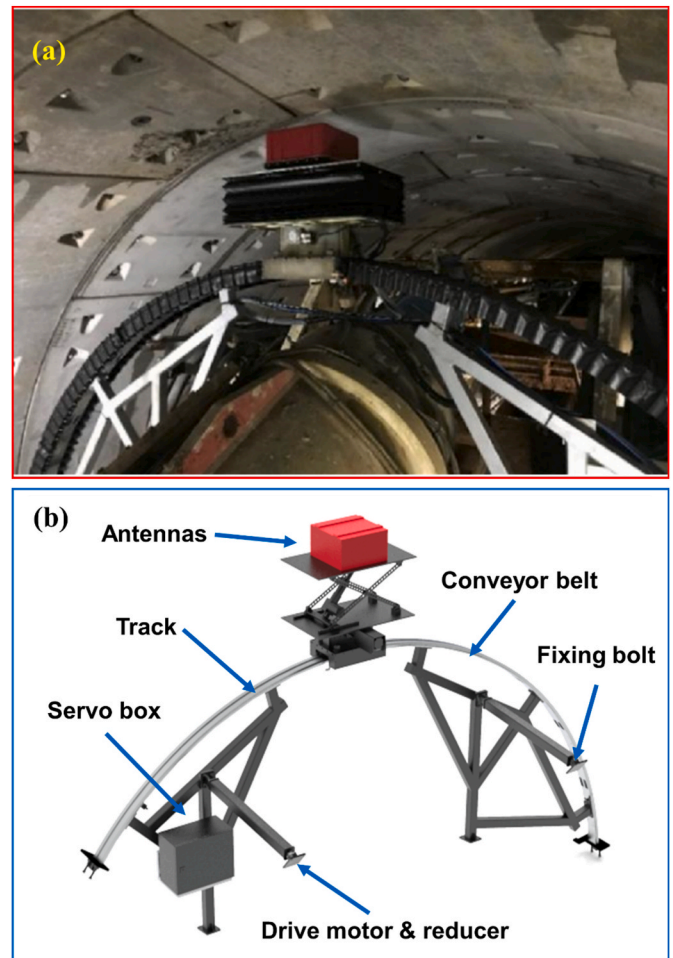 (a)
(b)
Antennas
Conveyor belt
Track
Fixing bolt
Servo box
Drive motor & reducer